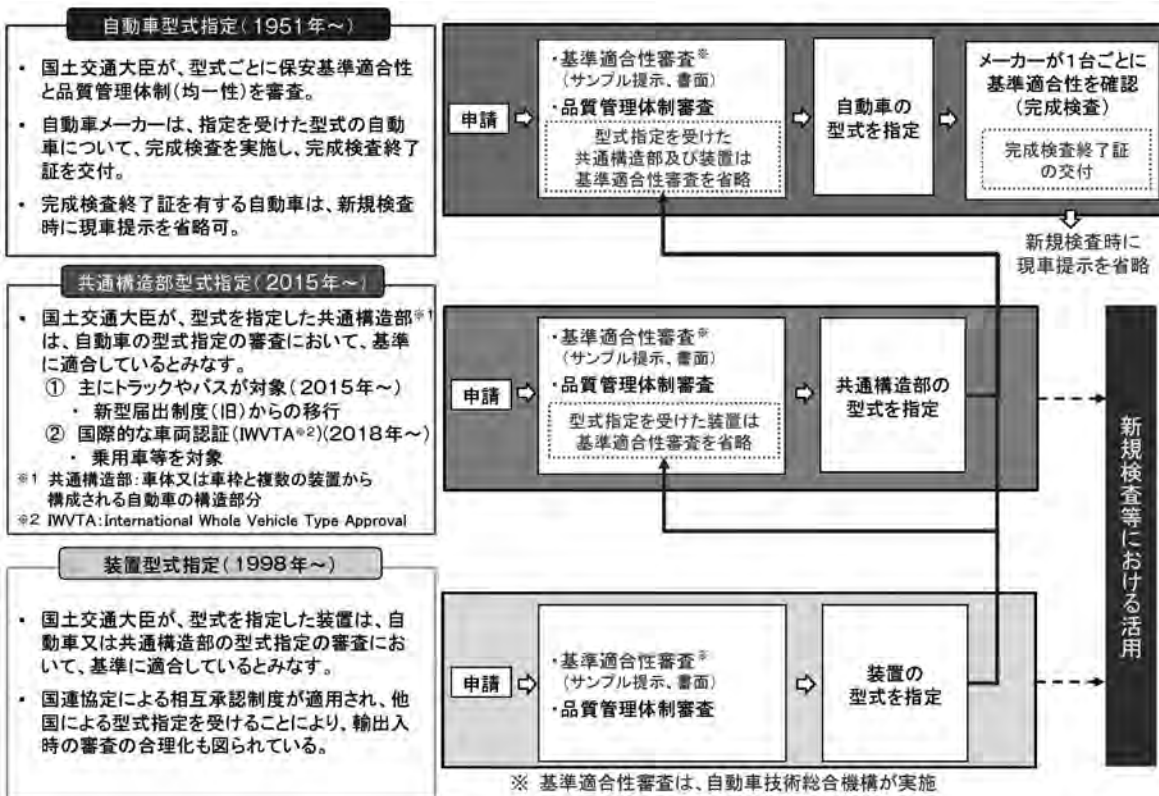 自動車型式指定(1951年～)
・ 国土交通大臣が、型式ごとに保安基準適合性
と品質管理体制(均一性)を審査。
・ 自動車メーカーは、指定を受けた型式の自動
車について、完成検査を実施し、完成検査終了
証を交付。
・ 完成検査終了証を有する自動車は、新規検査
時に現車提示を省略可。
申請
・基準適合性審査※
(サンプル提示、書面)
・品質管理体制審査
型式指定を受けた
共通構造部及び装置は
基準適合性審査を省略
自動車の
型式を指定
メーカーが1台ごとに
基準適合性を確認
(完成検査)
完成検査終了証
の交付
新規検査時に
現車提示を省略
共通構造部型式指定(2015年～)
・ 国土交通大臣が、型式を指定した共通構造部※1
は、自動車の型式指定の審査において、基準
に適合しているとみなす。
① 主にトラックやバスが対象(2015年～)
・ 新型届出制度(旧)からの移行
② 国際的な車両認証(IWVTA※2)(2018年～)
・ 乗用車等を対象
※1 共通構造部:車体又は車枠と複数の装置から
構成される自動車の構造部分
※2 IWVTA:International Whole Vehicle Type Approval
申請
・基準適合性審査※
(サンプル提示、書面)
・品質管理体制審査
型式指定を受けた装置は
基準適合性審査を省略
共通構造部の
型式を指定
装置型式指定(1998年～)
・ 国土交通大臣が、型式を指定した装置は、自
動車又は共通構造部の型式指定の審査にお
いて、基準に適合しているとみなす。
・ 国連協定による相互承認制度が適用され、他
国による型式指定を受けることにより、輸出入
時の審査の合理化も図られている。
申請
・基準適合性審査※
(サンプル提示、書面)
・品質管理体制審査
装置の
型式を指定
新規検査等における活用
※ 基準適合性審査は、自動車技術総合機構が実施